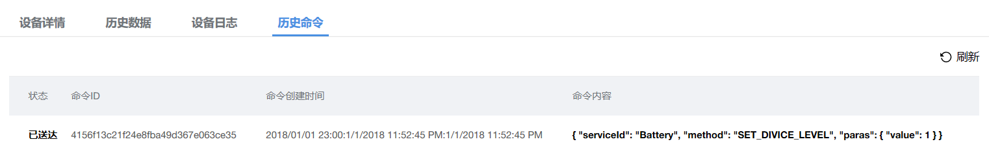 设备详情 历史数据 设备日志 历史命令
刷新
状态 命令ID 命令创建时间 命令内容
已送达 4156f13c21f24e8fba49d367e063ce35 2018/01/01 23:00:1/1/2018 11:52:45 PM:1/1/2018 11:52:45 PM { "serviceId": "Battery", "method": "SET_DIVICE_LEVEL", "paras": { "value": 1 } }